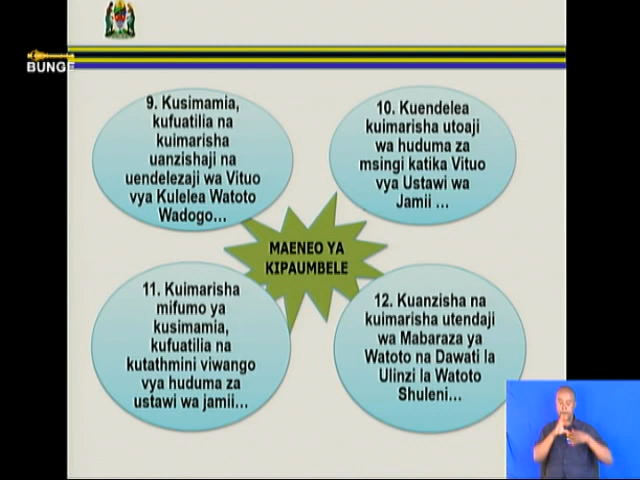 BUNGE
9. Kusimamia,
kufuatilia na
kuimarisha
uanzishaji na
uendelezaji wa Vituo
vya Kulelea Watoto
Wadogo...
10. Kuendelea
kuimarisha utoaji
wa huduma za
msingi katika Vituo
vya Ustawi wa
Jamii ...
MAENEO YA
KIPAUMBELE
11. Kuimarisha
mifumo ya
kusimamia,
kufuatilia na
kutathmini viwango
vya huduma za
ustawi wa jamii...
12. Kuanzisha na
kuimarisha utendaji
wa Mabaraza ya
Watoto na Dawati la
Ulinzi la Watoto
Shuleni...